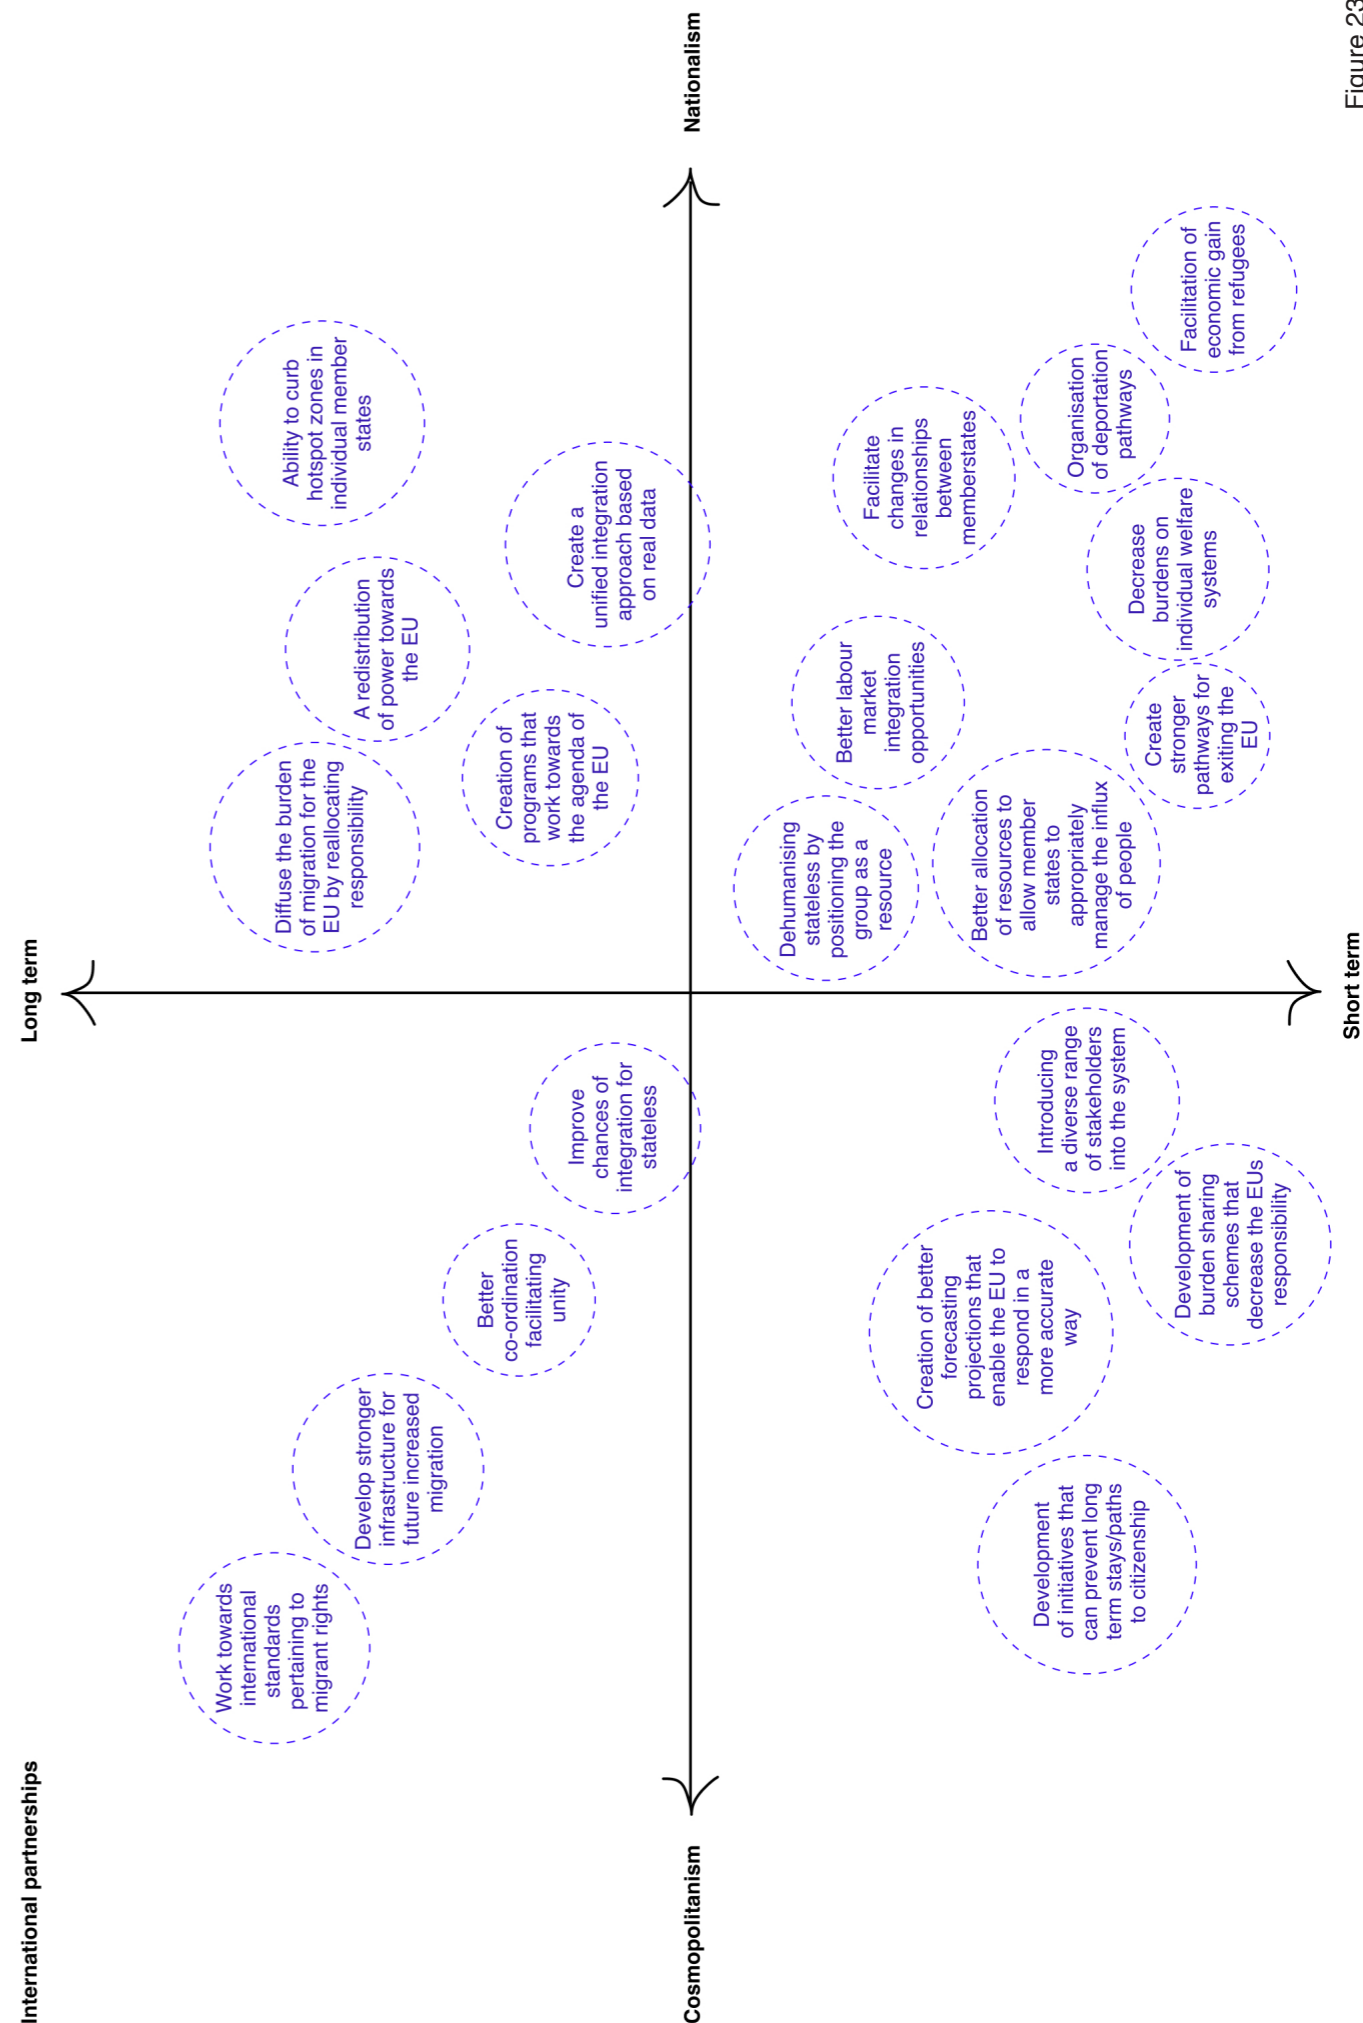 International partnerships
Long term
Work towards
international
standards
pertaining to
migrant rights
Develop stronger
infrastructure for
future increased
migration
Better
co-ordination
facilitating
unity
Improve
chances of
integration for
stateless
Diffuse the burden
of migration for the
EU by reallocating
responsibility
A redistribution
of power towards
the EU
Ability to curb
hotspot zones in
individual member
states
Creation of
programs that
work towards
the agenda of
the EU
Create a
unified integration
approach based
on real data
Cosmopolitanism
Nationalism
Development
of initiatives that
can prevent long
term stays/paths
to citizenship
Creation of better
forecasting
projections that
enable the EU to
respond in a
more accurate
way
Introducing
a diverse range
of stakeholders
into the system
Development of
burden sharing
schemes that
decrease the EUs
responsibility
Dehumanising
stateless by
positioning the
group as a
resource
Better labour
market
integration
opportunities
Facilitate
changes in
relationships
between
memberstates
Better allocation
of resources to
allow member
states to
appropriately
manage the influx
of people
Create
stronger
pathways for
exiting the
EU
Decrease
burdens on
individual welfare
systems
Organisation
of deportation
pathways
Facilitation of
economic gain
from refugees
Short term
Figure 23